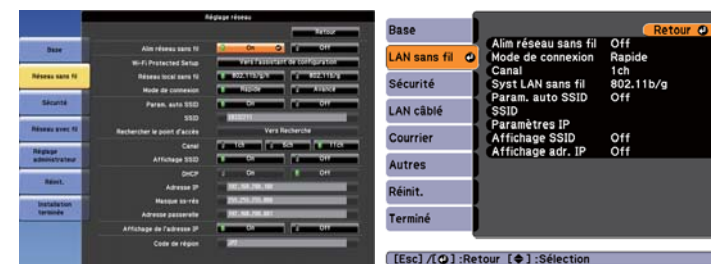 Réglage réseau
Retour
Base
Réseau sans fil
Sécurité
Réseau avec fil
Réglage
administrateur
Réinit.
Installation
terminée
Alim réseau sans fil On Off
Wi-Fi Protected Setup Vers l'assistant de configuration
Réseau local sans fil 802.11b/g/n 802.11b/g
Mode de connexion Rapide Avancé
Param. auto SSID On Off
SSID
Rechercher le point d'accès Vers Recherche
Canal 1ch 6ch 11ch
Affichage SSID On Off
DHCP On Off
Adresse IP
Masque ss-rés
Adresse passerelle
Affichage de l'adresse IP On Off
Code de région
Base
LAN sans fil
Sécurité
LAN câblé
Courrier
Autres
Réinit.
Terminé
Retour
Alim réseau sans fil Off
Mode de connexion Rapide
Canal 1ch
Syst LAN sans fil 802.11b/g
Param. auto SSID Off
SSID
Paramètres IP
Affichage SSID Off
Affichage adr. IP Off
[Esc] /[ ] :Retour [ ] :Sélection